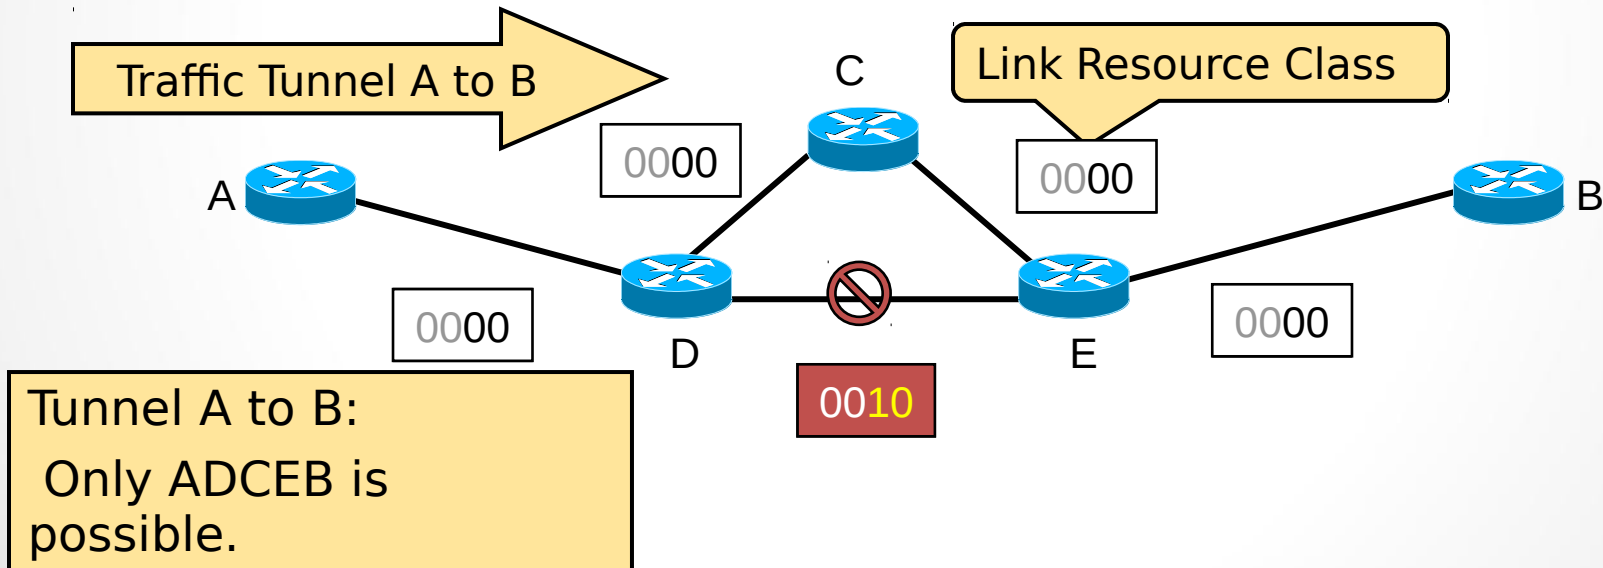 Traffic Tunnel A to B
Link Resource Class
C
0000
0000
A
B
0000
0000
D
E
0010
Tunnel A to B:
Only ADCEB is
possible.